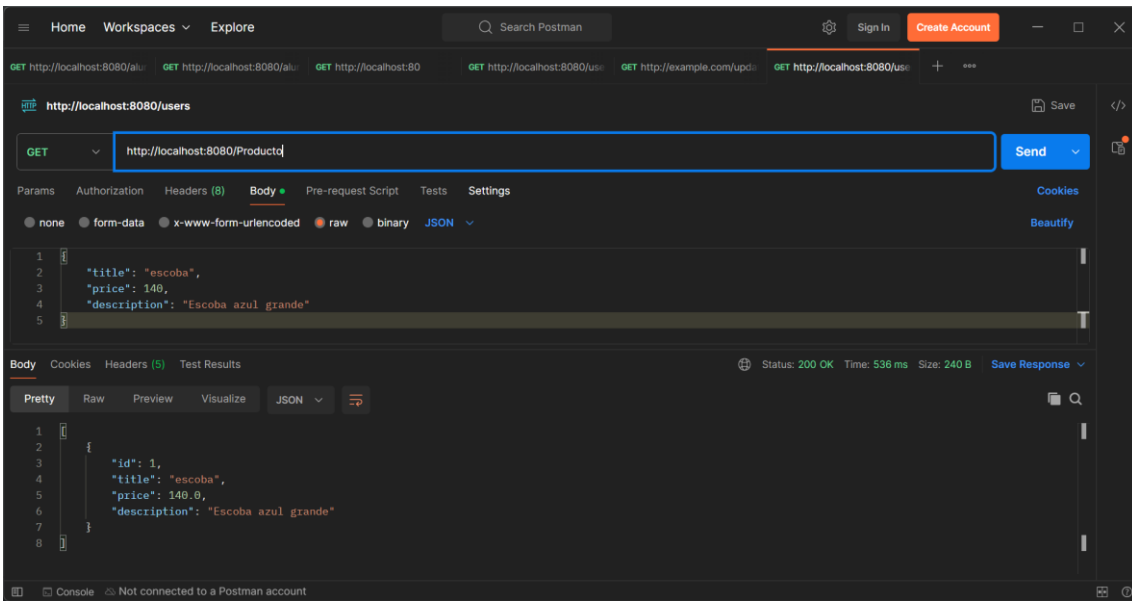 Home Workspaces Explore Search Postman Sign In Create Account
GET http://localhost:8080/alu GET http://localhost:8080/alu GET http://localhost:80 GET http://localhost:8080/use GET http://example.com/upda GET http://localhost:8080/use
HTTP http://localhost:8080/users Save </>
GET http://localhost:8080/Producto Send
Params Authorization Headers (8) Body Pre-request Script Tests Settings Cookies
none form-data x-www-form-urlencoded raw binary JSON Beautify
1 {
2 "title": "escoba",
3 "price": 140,
4 "description": "Escoba azul grande"
5 }
Body Cookies Headers (5) Test Results Status: 200 OK Time: 536 ms Size: 240 B Save Response
Pretty Raw Preview Visualize JSON
1 [
2 {
3 "id": 1,
4 "title": "escoba",
5 "price": 140.0,
6 "description": "Escoba azul grande"
7 }
8 ]
Console Not connected to a Postman account